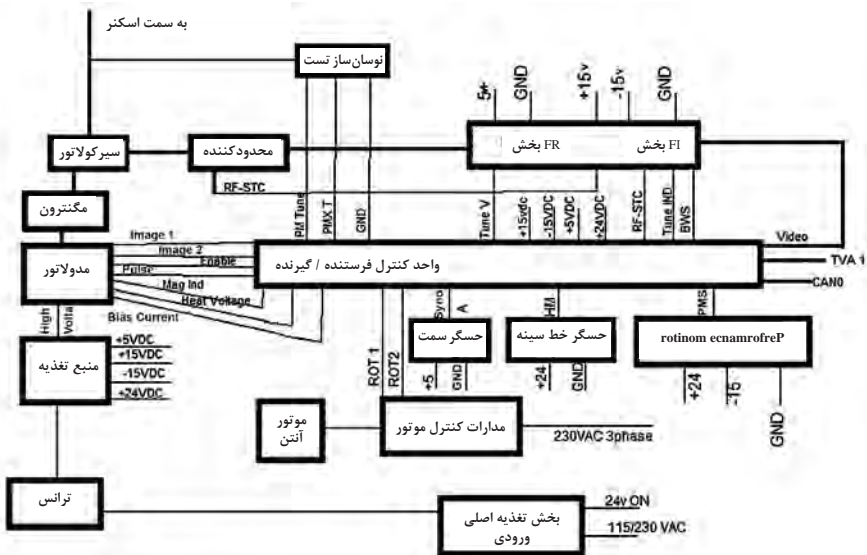 به سمت اسکنر
نوسان‌ساز تست
5+
GND
+15v
-15v
GND
سیرکولاتور
محدودکننده
بخش FR
بخش FI
RF-STC
مگنترون
PM Tune
PMX T
GND
Tune V
+15vdc
-15VDC
+5VDC
+24VDC
RF-STC
Tune IND
BWS
Image 1
Image 2
Enable
Pulse
Mag Ind
Heat Voltage
Bias Current
مدولاتور
واحد کنترل فرستنده / گیرنده
Video
TVA 1
CAN0
High
Volta
ROT 1
ROT2
Sync
A
HM
PMS
منبع تغذیه
+5VDC
+15VDC
-15VDC
+24VDC
حسگر سمت
حسگر خط سینه
rotinom ecnamrofreP
+5
GND
+24
GND
+24
-15
GND
موتور
آنتن
مدارات کنترل موتور
230VAC 3phase
ترانس
بخش تغذیه اصلی
ورودی
24v ON
115/230 VAC